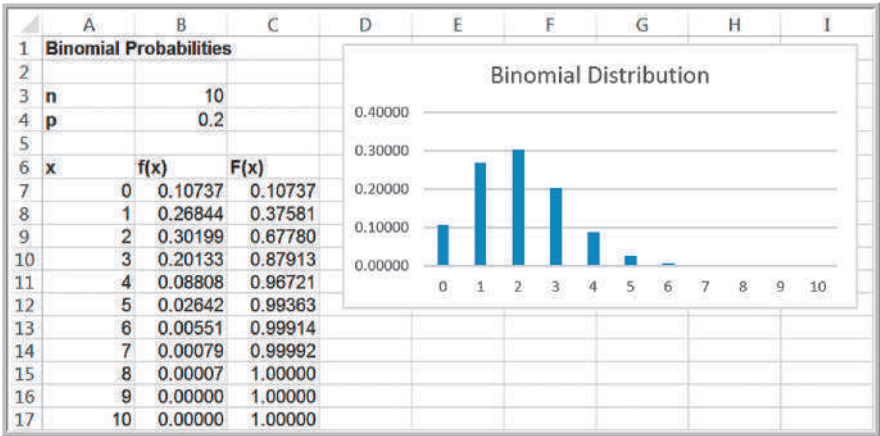 A B C D E F G H I
1 Binomial Probabilities
2
3 n 10
4 p 0.2
5
6 x f(x) F(x)
7 0 0.10737 0.10737
8 1 0.26844 0.37581
9 2 0.30199 0.67780
10 3 0.20133 0.87913
11 4 0.08808 0.96721
12 5 0.02642 0.99363
13 6 0.00551 0.99914
14 7 0.00079 0.99992
15 8 0.00007 1.00000
16 9 0.00000 1.00000
17 10 0.00000 1.00000
Binomial Distribution
0.40000
0.30000
0.20000
0.10000
0.00000
0 1 2 3 4 5 6 7 8 9 10